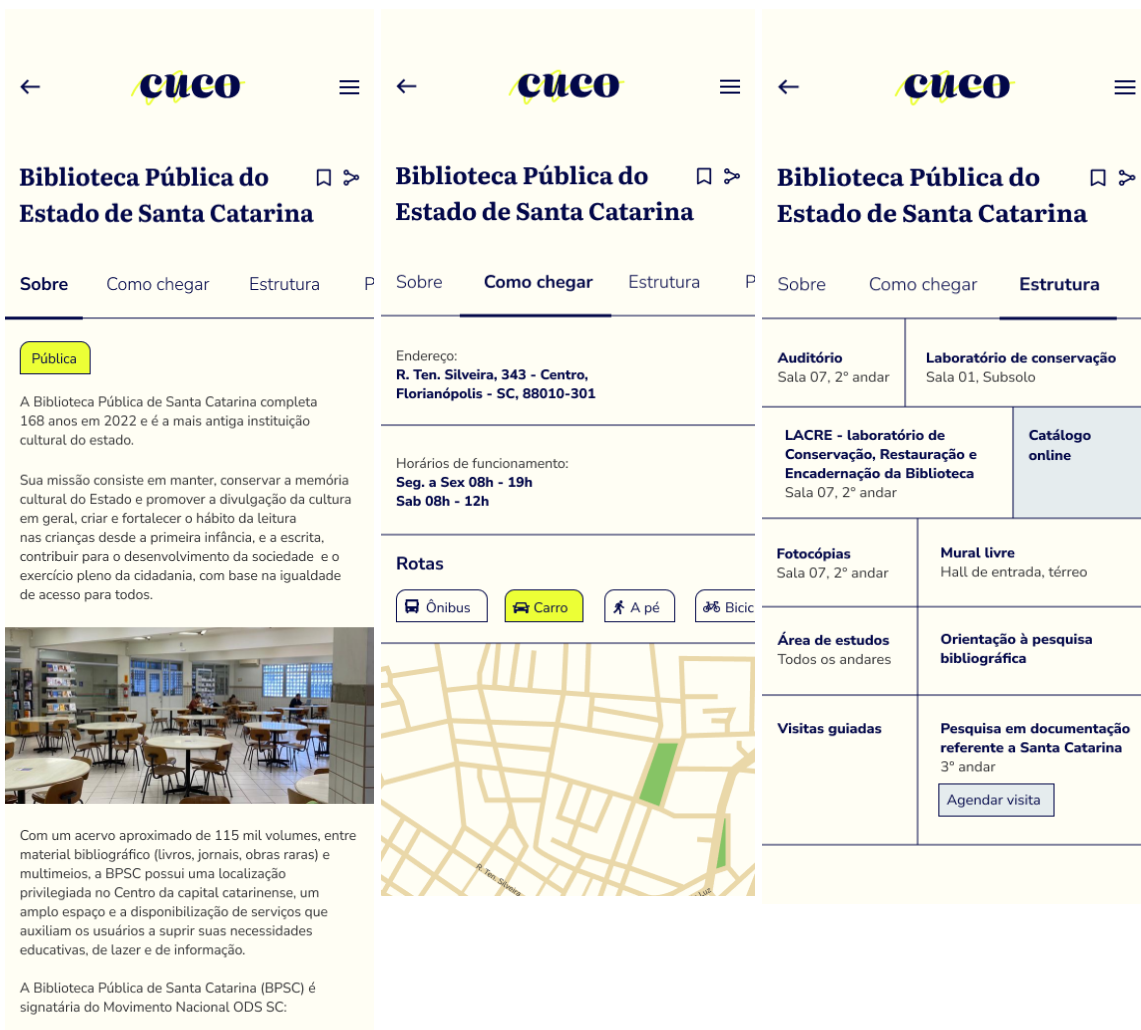 cuco
Biblioteca Pública do
Estado de Santa Catarina
Sobre Como chegar Estrutura P
Pública
A Biblioteca Pública de Santa Catarina completa
168 anos em 2022 e é a mais antiga instituição
cultural do estado.
Sua missão consiste em manter, conservar a memória
cultural do Estado e promover a divulgação da cultura
em geral, criar e fortalecer o hábito da leitura
nas crianças desde a primeira infância, e a escrita,
contribuir para o desenvolvimento da sociedade e o
exercício pleno da cidadania, com base na igualdade
de acesso para todos.
Com um acervo aproximado de 115 mil volumes, entre
material bibliográfico (livros, jornais, obras raras) e
multimeios, a BPSC possui uma localização
privilegiada no Centro da capital catarinense, um
amplo espaço e a disponibilização de serviços que
auxiliam os usuários a suprir suas necessidades
educativas, de lazer e de informação.
A Biblioteca Pública de Santa Catarina (BPSC) é
signatária do Movimento Nacional ODS SC:
cuco
Biblioteca Pública do
Estado de Santa Catarina
Sobre Como chegar Estrutura P
Endereço:
R. Ten. Silveira, 343 - Centro,
Florianópolis - SC, 88010-301
Horários de funcionamento:
Seg. a Sex 08h - 19h
Sab 08h - 12h
Rotas
Ônibus Carro A pé Bicic
R. Ten. Silveira
Luz
cuco
Biblioteca Pública do
Estado de Santa Catarina
Sobre Como chegar Estrutura
Auditório
Sala 07, 2° andar
Laboratório de conservação
Sala 01, Subsolo
LACRE - laboratório de
Conservação, Restauração e
Encadernação da Biblioteca
Sala 07, 2° andar
Catálogo
online
Fotocópias
Sala 07, 2° andar
Mural livre
Hall de entrada, térreo
Área de estudos
Todos os andares
Orientação à pesquisa
bibliográfica
Visitas guiadas
Pesquisa em documentação
referente a Santa Catarina
3° andar
Agendar visita